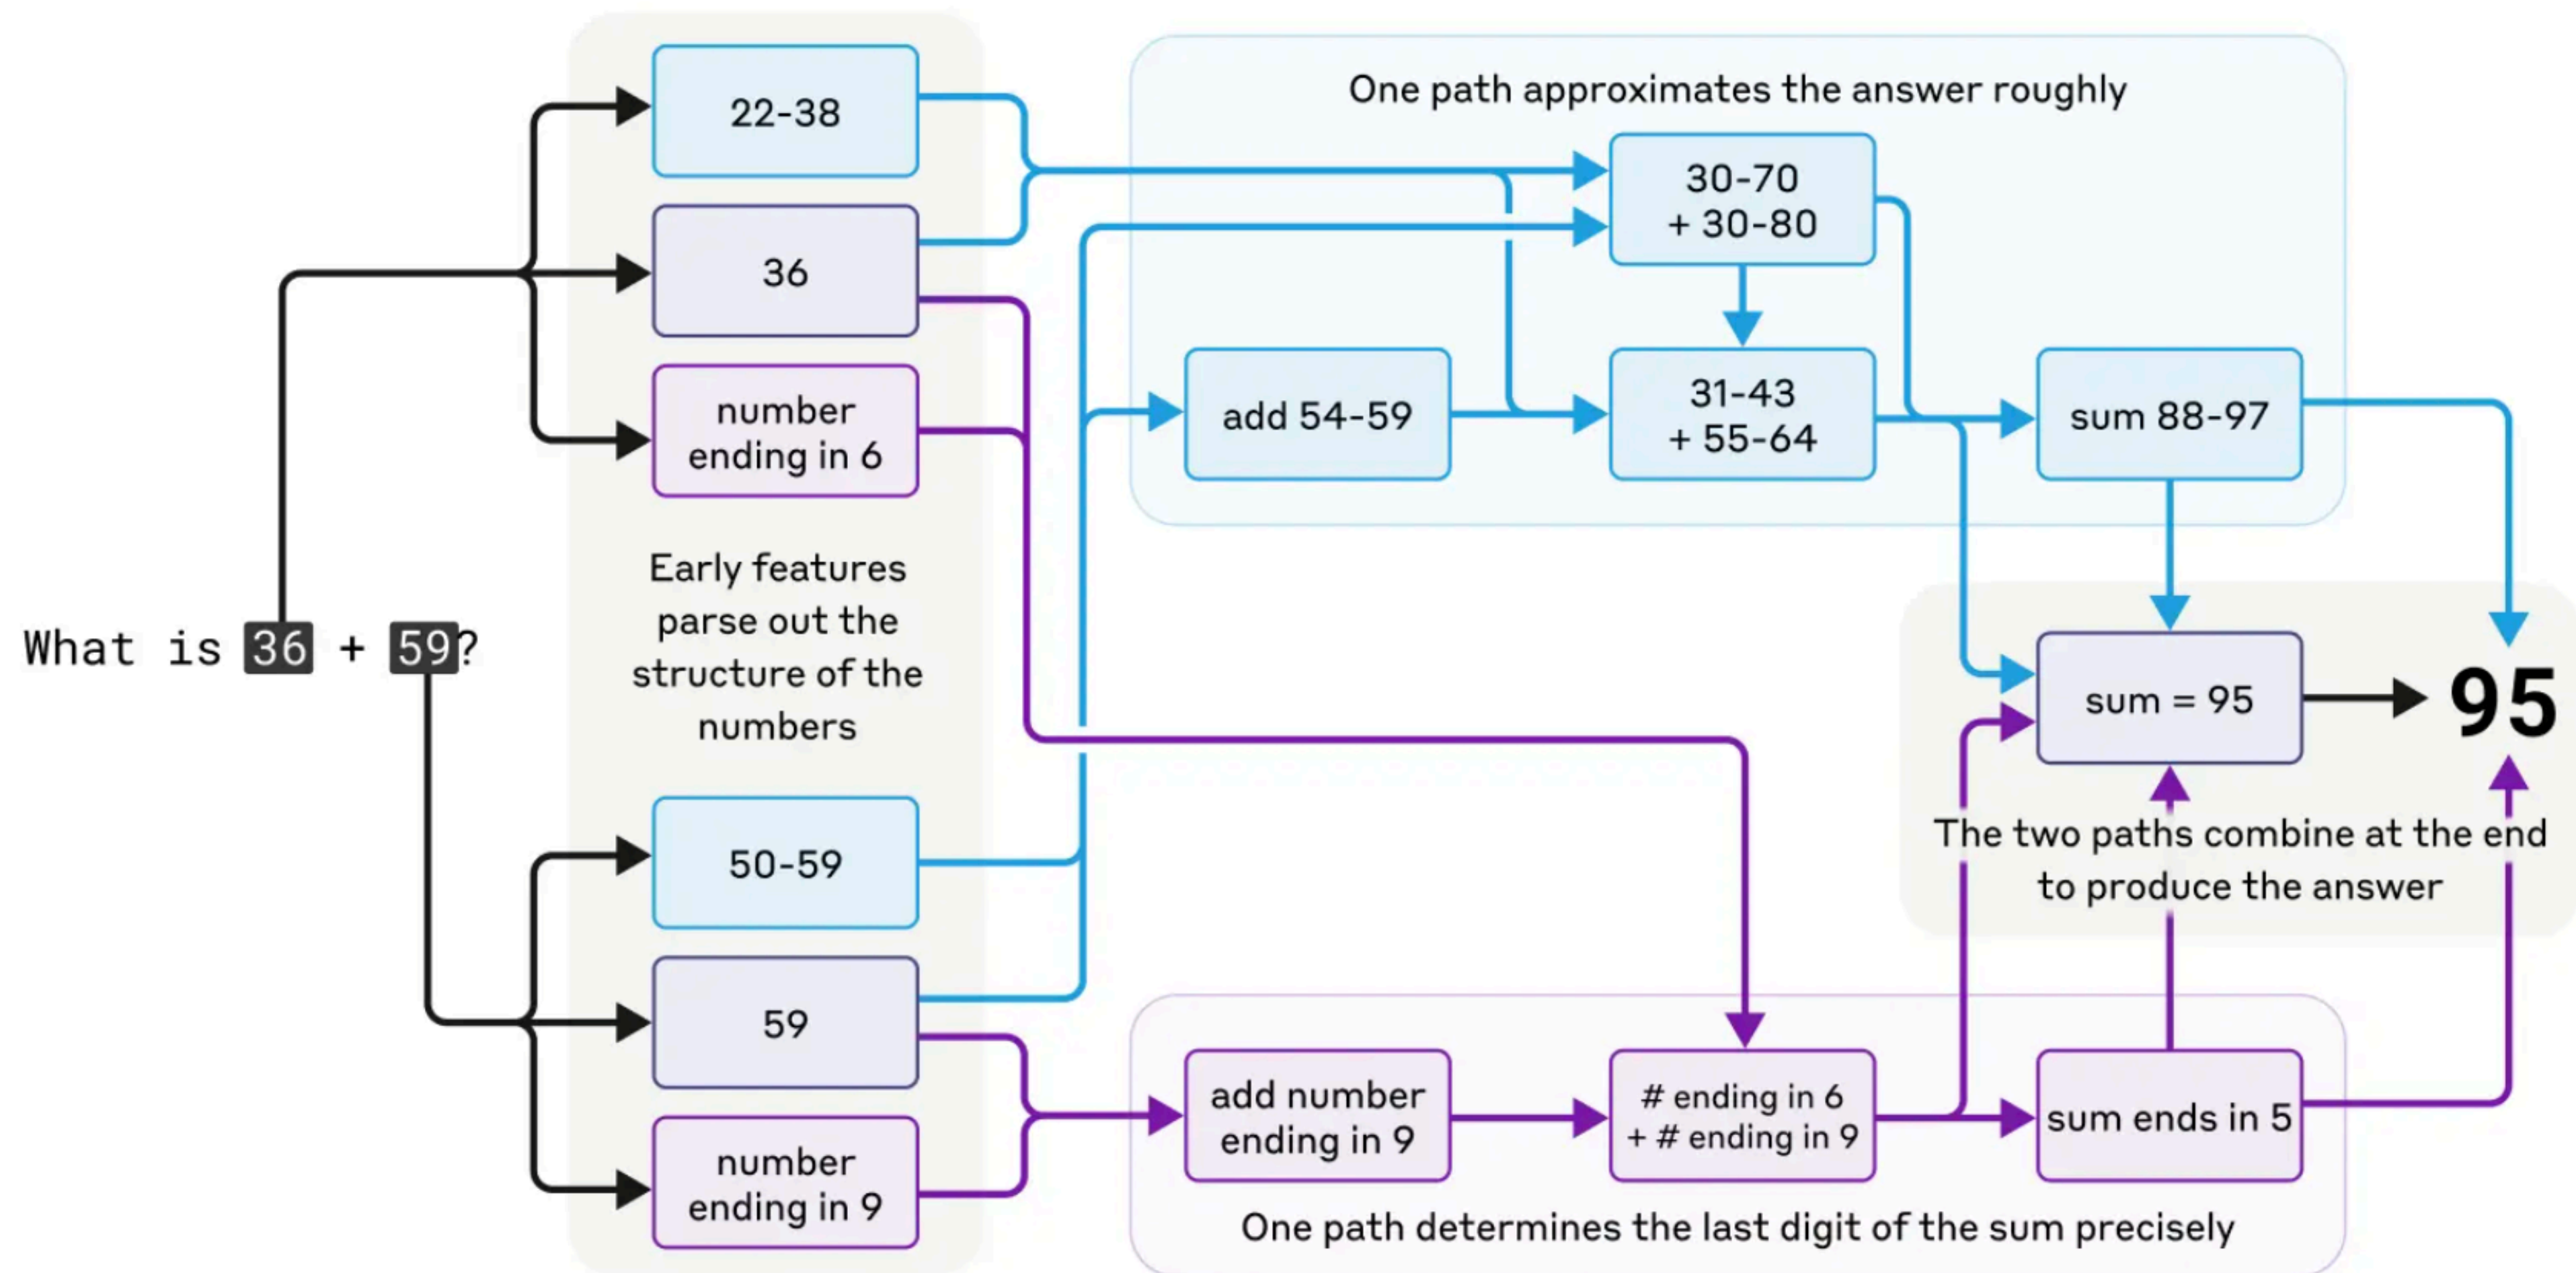 What is 36 + 59?
22-38
36
number
ending in 6
Early features
parse out the
structure of the
numbers
50-59
59
number
ending in 9
One path approximates the answer roughly
30-70
+ 30-80
add 54-59
31-43
+ 55-64
sum 88-97
sum = 95
95
The two paths combine at the end
to produce the answer
add number
ending in 9
# ending in 6
+ # ending in 9
sum ends in 5
One path determines the last digit of the sum precisely